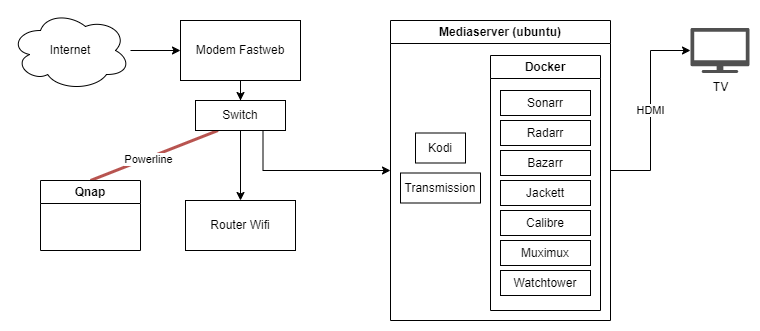 Internet
Modem Fastweb
Switch
Powerline
Qnap
Router Wifi
Mediaserver (ubuntu)
Docker
Sonarr
Radarr
Bazarr
Jackett
Calibre
Muximux
Watchtower
Kodi
Transmission
HDMI
TV